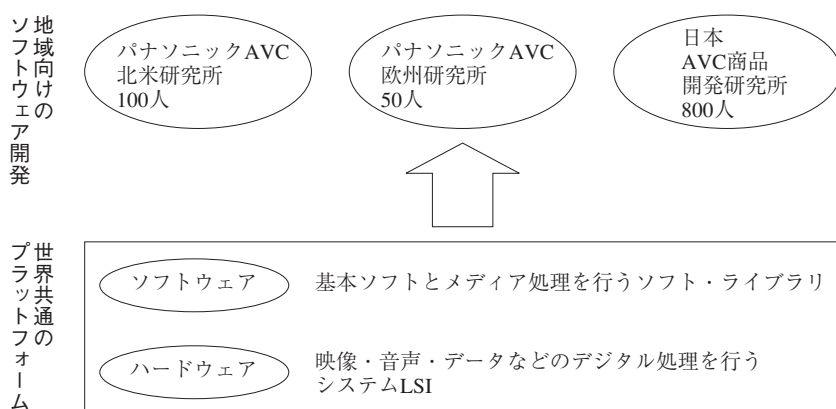 地域向けの
ソフトウェア開発
パナソニックAVC
北米研究所
100人
パナソニックAVC
欧州研究所
50人
日本
AVC商品
開発研究所
800人
世界共通の
プラットフォーム
ソフトウェア
基本ソフトとメディア処理を行うソフト・ライブラリ
ハードウェア
映像・音声・データなどのデジタル処理を行う
システムLSI